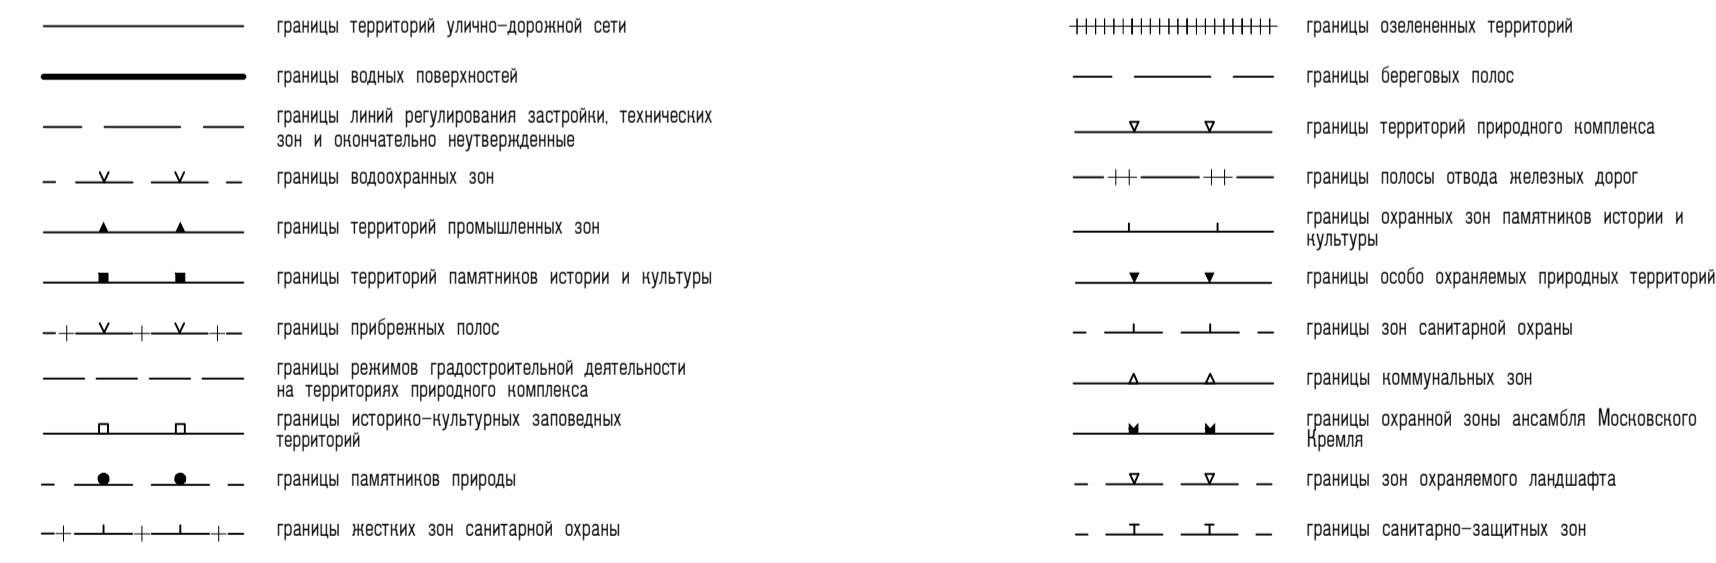 границы территорий улично-дорожной сети
границы водных поверхностей
границы линий регулирования застройки, технических
зон и окончательно неутвержденные
границы водоохранных зон
границы территорий промышленных зон
границы территорий памятников истории и культуры
границы прибрежных полос
границы режимов градостроительной деятельности
на территориях природного комплекса
границы историко-культурных заповедных
территорий
границы памятников природы
границы жестких зон санитарной охраны
границы озелененных территорий
границы береговых полос
границы территорий природного комплекса
границы полосы отвода железных дорог
границы охранных зон памятников истории и
культуры
границы особо охраняемых природных территорий
границы зон санитарной охраны
границы коммунальных зон
границы охранной зоны ансамбля Московского
Кремля
границы зон охраняемого ландшафта
границы санитарно-защитных зон